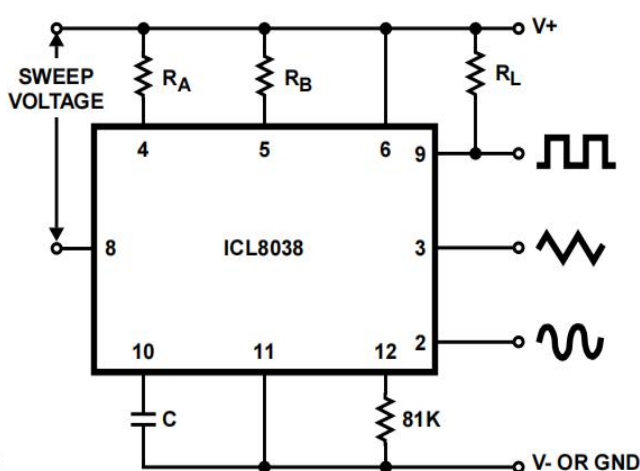 V+
SWEEP
VOLTAGE
RA
RB
RL
4
5
6
9
8
ICL8038
3
10
11
12
2
C
81K
V- OR GND